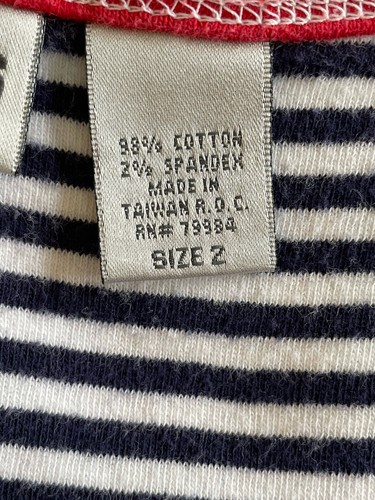 98% COTTON
2% SPANDEX
MADE IN
TAIWAN R.O.C.
RN# 79984
SIZE 2